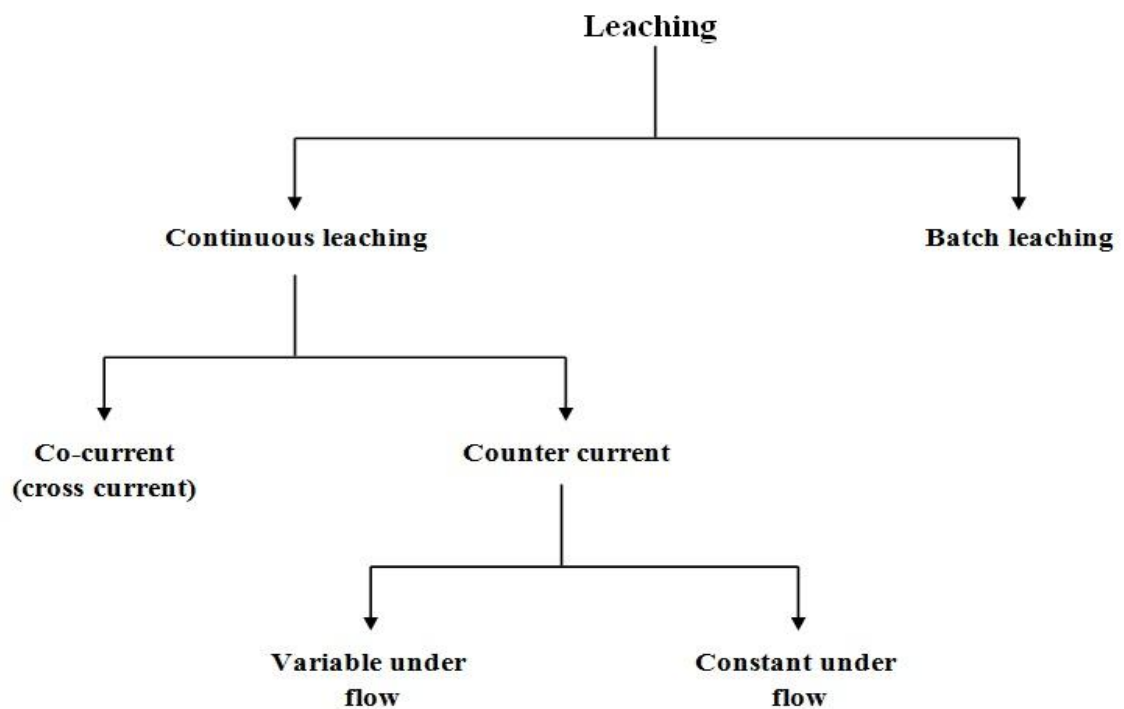 Leaching
Continuous leaching
Batch leaching
Co-current
(cross current)
Counter current
Variable under
flow
Constant under
flow